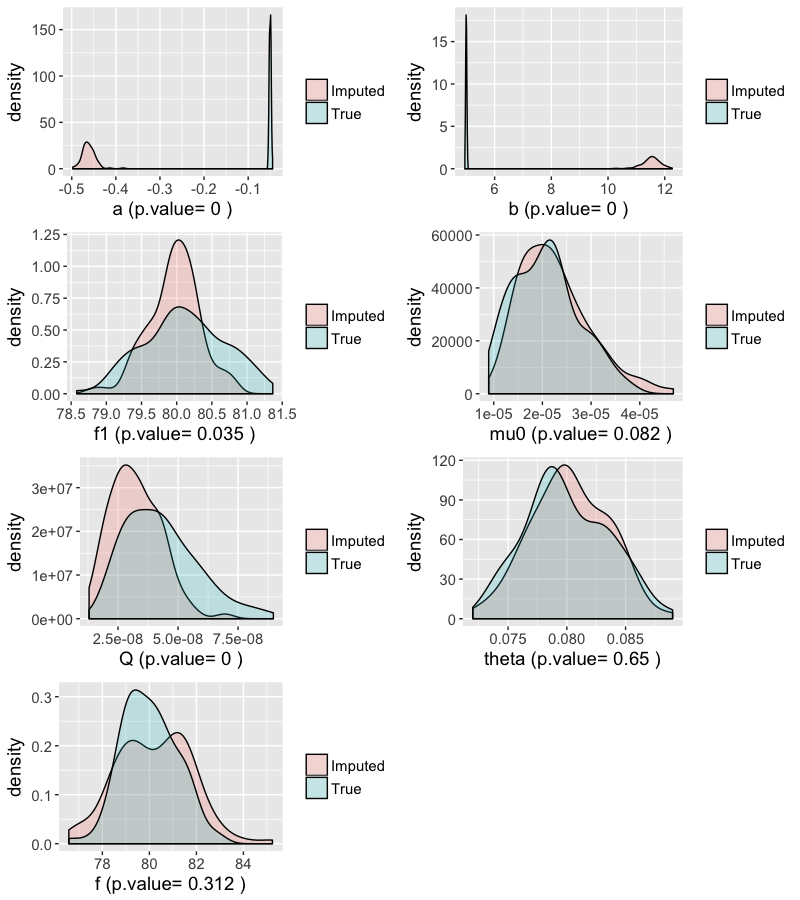 density
150
100
50
0
-0.5 -0.4 -0.3 -0.2 -0.1
a (p.value= 0 )
Imputed
True
density
15
10
5
0
6 8 10 12
b (p.value= 0 )
Imputed
True
density
1.25
1.00
0.75
0.50
0.25
0.00
78.5 79.0 79.5 80.0 80.5 81.0 81.5
f1 (p.value= 0.035 )
Imputed
True
density
60000
40000
20000
0
1e-05 2e-05 3e-05 4e-05
mu0 (p.value= 0.082 )
Imputed
True
density
3e+07
2e+07
1e+07
0e+00
2.5e-08 5.0e-08 7.5e-08
Q (p.value= 0 )
Imputed
True
density
120
90
60
30
0
0.075 0.080 0.085
theta (p.value= 0.65 )
Imputed
True
density
0.3
0.2
0.1
0.0
78 80 82 84
f (p.value= 0.312 )
Imputed
True